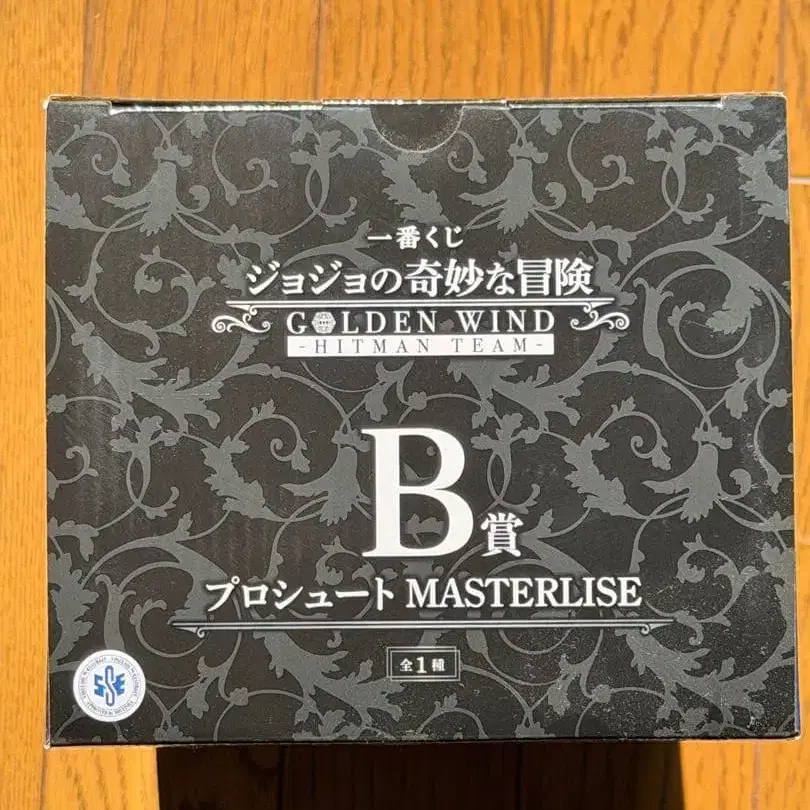 一番くじ
ジョジョの奇妙な冒険
GOLDEN WIND
-HITMAN TEAM-
B賞
プロシュート MASTERLISE
全1種